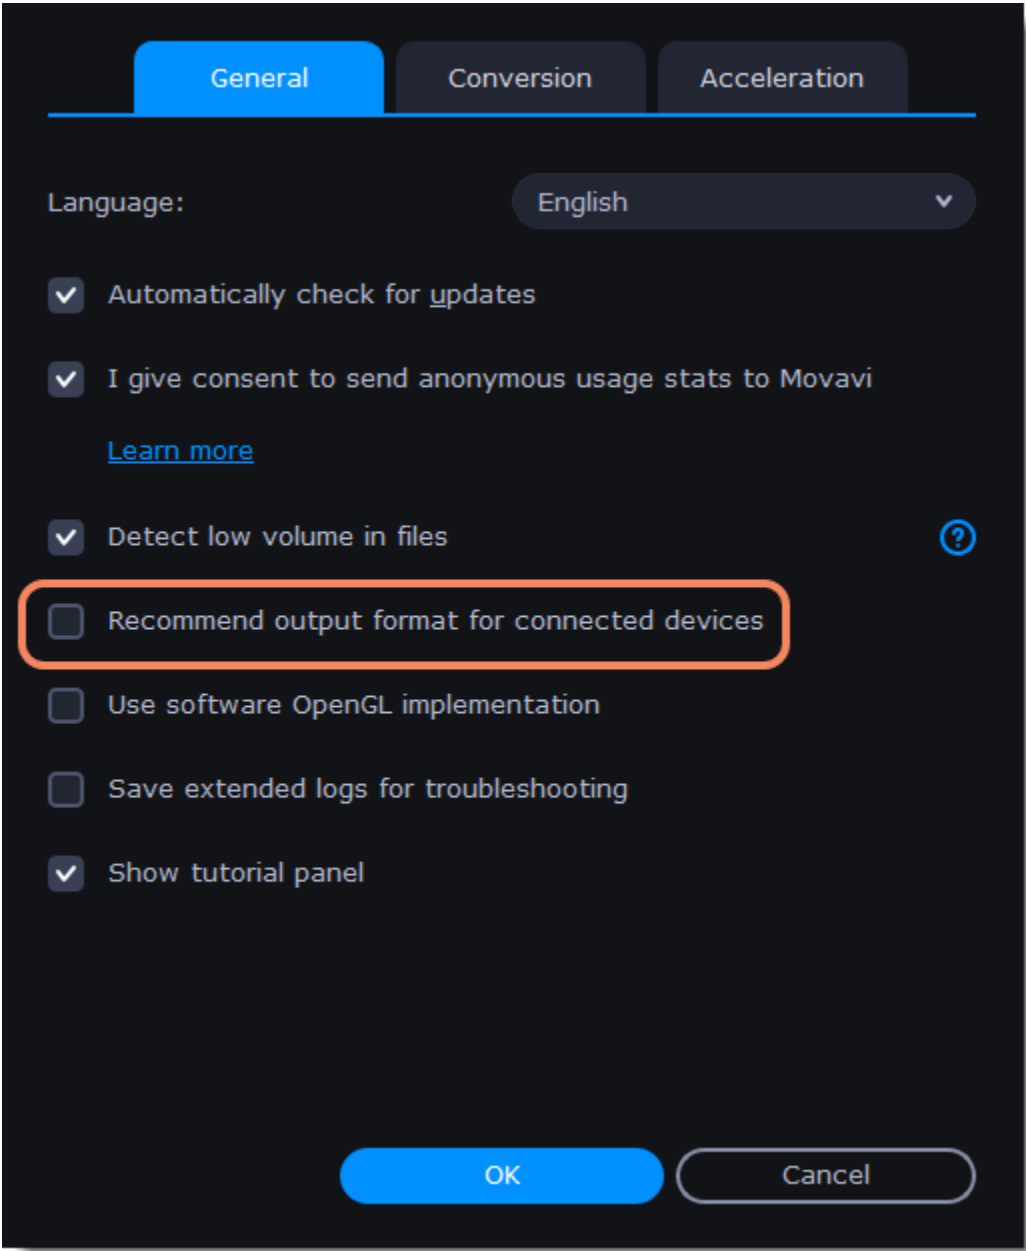 General
Conversion
Acceleration
Language:
English
Automatically check for updates
I give consent to send anonymous usage stats to Movavi
Learn more
Detect low volume in files
?
Recommend output format for connected devices
Use software OpenGL implementation
Save extended logs for troubleshooting
Show tutorial panel
OK
Cancel